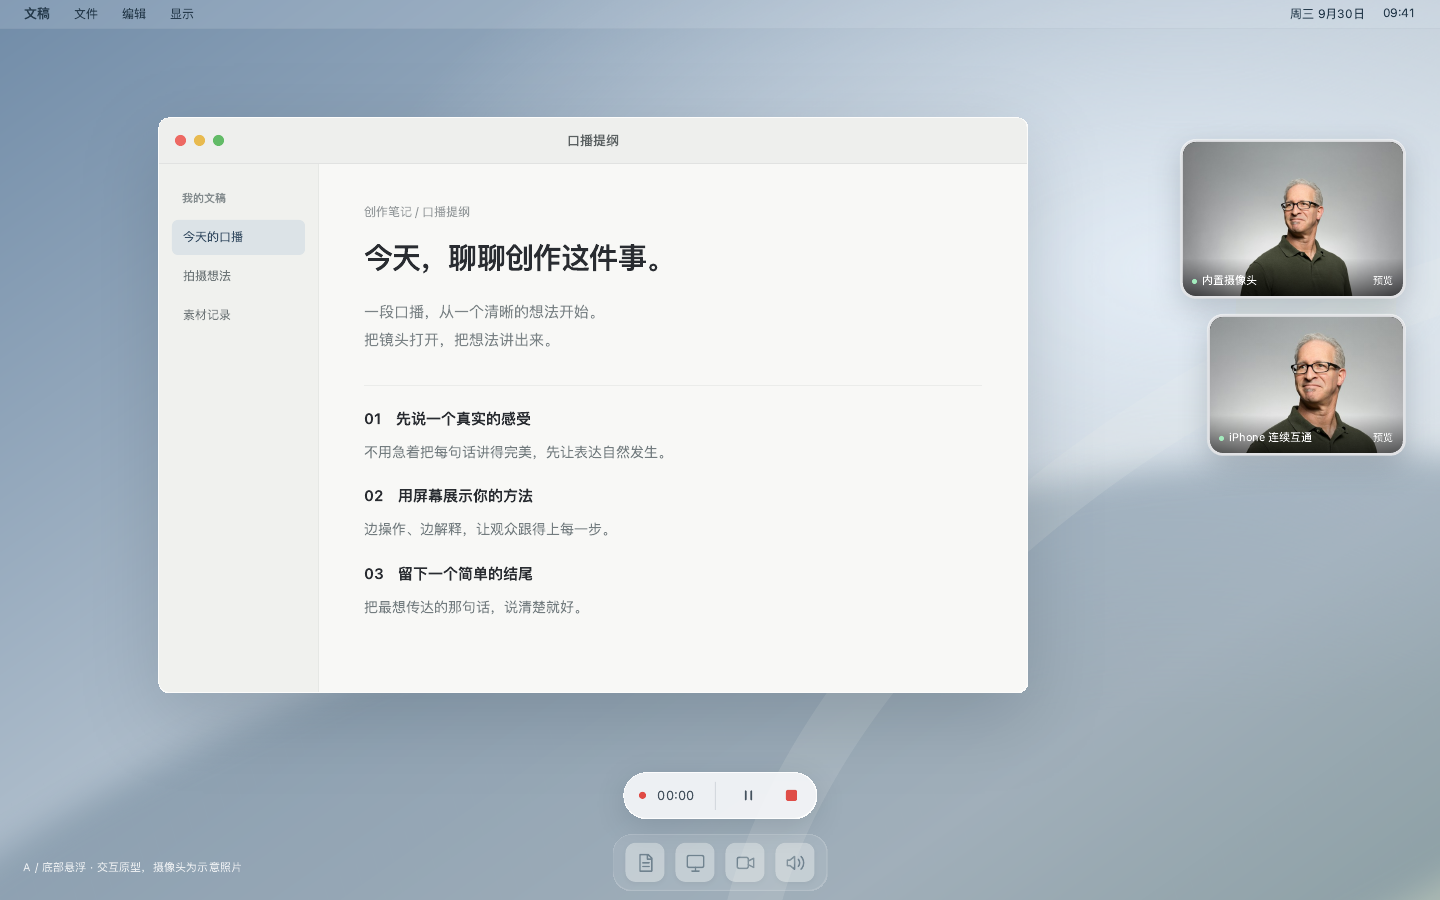 文稿 文件 编辑 显示 周三 9月30日 09:41
口播提纲
我的文稿
今天的口播
拍摄想法
素材记录
创作笔记 / 口播提纲
今天，聊聊创作这件事。
一段口播，从一个清晰的想法开始。
把镜头打开，把想法讲出来。
01 先说一个真实的感受
不用急着把每句话讲得完美，先让表达自然发生。
02 用屏幕展示你的方法
边操作、边解释，让观众跟得上每一步。
03 留下一个简单的结尾
把最想传达的那句话，说清楚就好。
内置摄像头 预览
iPhone 连续互通 预览
00:00
A / 底部悬浮 · 交互原型，摄像头为示意照片